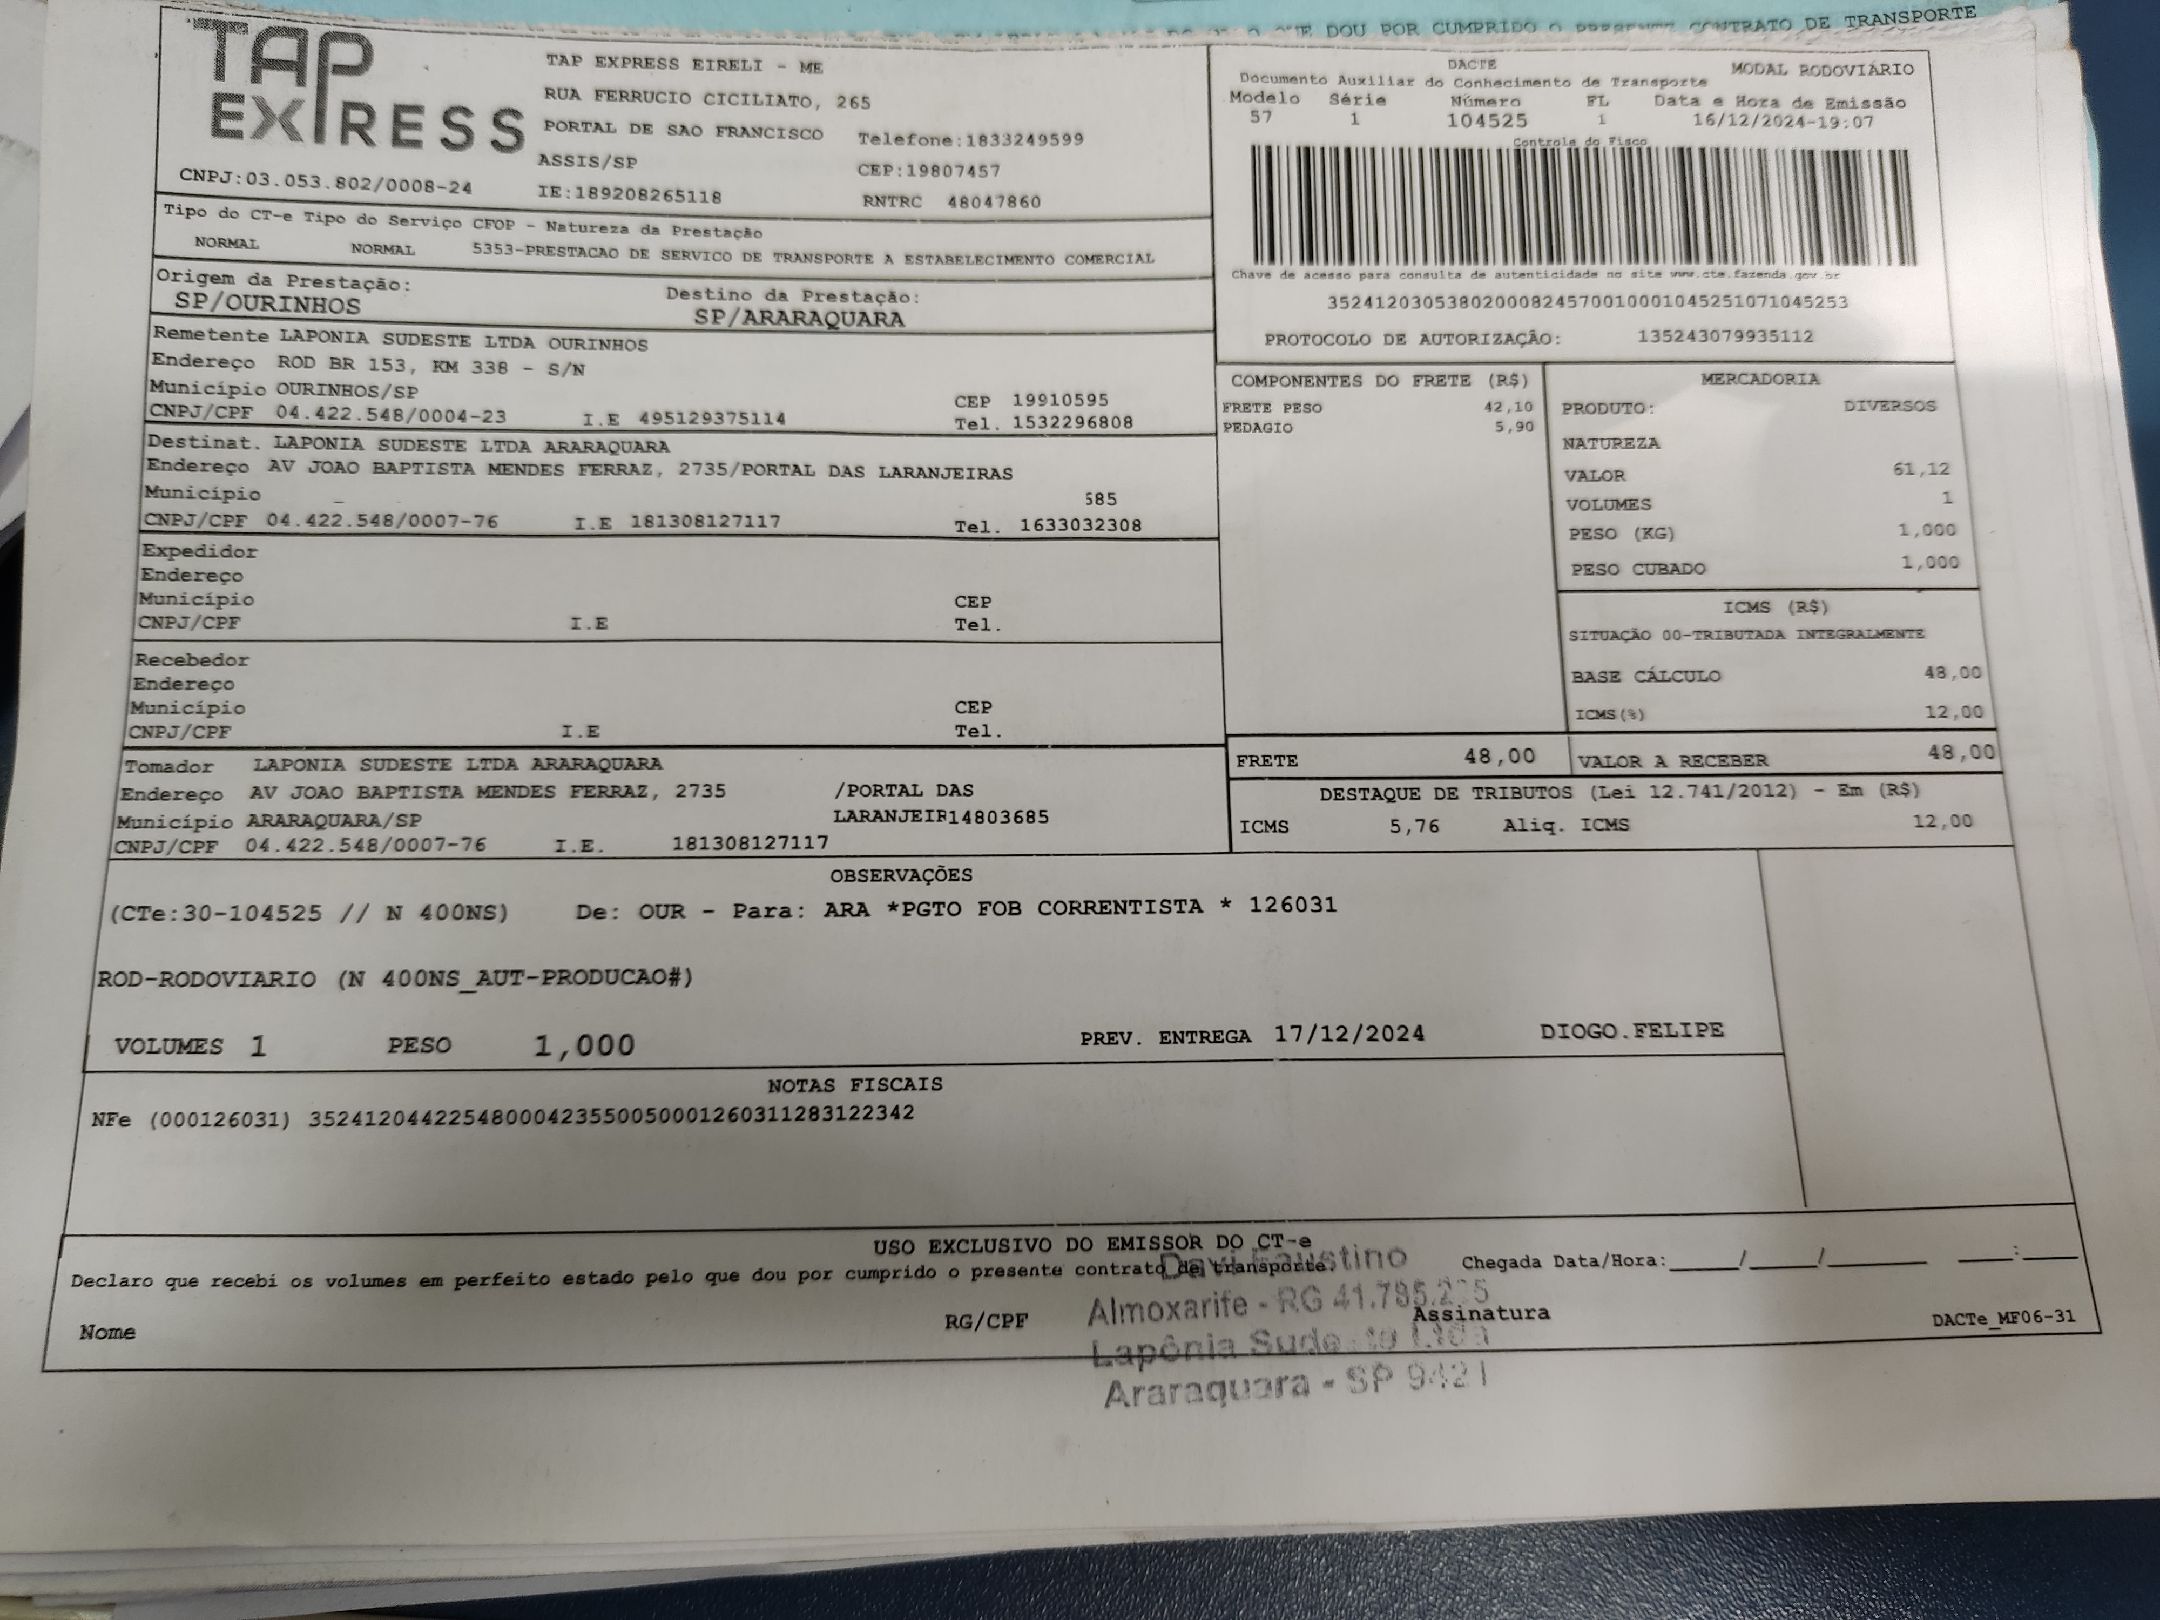 DOU POR CUMPRIDO O CONTRATO DE TRANSPORTE
TAP EXPRESS
TAP EXPRESS EIRELI - ME
RUA FERRUCIO CICILIATO, 265
PORTAL DE SAO FRANCISCO Telefone:1833249599
ASSIS/SP CEP:19807457
CNPJ:03.053.802/0008-24 IE:189208265118 RNTRC 48047860
DACTE MODAL RODOVIÁRIO
Documento Auxiliar do Conhecimento de Transporte
Modelo Série Número FL Data e Hora de Emissão
57 1 104525 1 16/12/2024-19:07
Controle do Fisco
Chave de acesso para consulta de autenticidade no site www.cte.fazenda.gov.br
35241203053802000824570010001045251071045253
PROTOCOLO DE AUTORIZAÇÃO: 135243079935112
Tipo do CT-e Tipo do Serviço CFOP - Natureza da Prestação
NORMAL NORMAL 5353-PRESTACAO DE SERVICO DE TRANSPORTE A ESTABELECIMENTO COMERCIAL
Origem da Prestação: Destino da Prestação:
SP/OURINHOS SP/ARARAQUARA
Remetente LAPONIA SUDESTE LTDA OURINHOS
Endereço ROD BR 153, KM 338 - S/N
Município OURINHOS/SP CEP 19910595
CNPJ/CPF 04.422.548/0004-23 I.E 495129375114 Tel. 1532296808
Destinat. LAPONIA SUDESTE LTDA ARARAQUARA
Endereço AV JOAO BAPTISTA MENDES FERRAZ, 2735/PORTAL DAS LARANJEIRAS
Município 585
CNPJ/CPF 04.422.548/0007-76 I.E 181308127117 Tel. 1633032308
Expedidor
Endereço
Município CEP
CNPJ/CPF I.E Tel.
Recebedor
Endereço
Município CEP
CNPJ/CPF I.E Tel.
Tomador LAPONIA SUDESTE LTDA ARARAQUARA
Endereço AV JOAO BAPTISTA MENDES FERRAZ, 2735 /PORTAL DAS
Município ARARAQUARA/SP LARANJEIR14803685
CNPJ/CPF 04.422.548/0007-76 I.E. 181308127117
COMPONENTES DO FRETE (R$)
FRETE PESO 42,10
PEDAGIO 5,90
MERCADORIA
PRODUTO: DIVERSOS
NATUREZA
VALOR 61,12
VOLUMES 1
PESO (KG) 1,000
PESO CUBADO 1,000
ICMS (R$)
SITUAÇÃO 00-TRIBUTADA INTEGRALMENTE
BASE CÁLCULO 48,00
ICMS(%) 12,00
FRETE 48,00 VALOR A RECEBER 48,00
DESTAQUE DE TRIBUTOS (Lei 12.741/2012) - Em (R$)
ICMS 5,76 Aliq. ICMS 12,00
OBSERVAÇÕES
(CTe:30-104525 // N 400NS) De: OUR - Para: ARA *PGTO FOB CORRENTISTA * 126031
ROD-RODOVIARIO (N 400NS_AUT-PRODUCAO#)
VOLUMES 1 PESO 1,000 PREV. ENTREGA 17/12/2024 DIOGO.FELIPE
NOTAS FISCAIS
NFe (000126031) 35241204422548000423550050001260311283122342
USO EXCLUSIVO DO EMISSOR DO CT-e
Declaro que recebi os volumes em perfeito estado pelo que dou por cumprido o presente contrato de transporte. Chegada Data/Hora:_____/_____/_______ ____:____
Nome RG/CPF Assinatura DACTe_MF06-31
Davi Faustino
Almoxarife - RG
Lapônia
Araraquara - SP